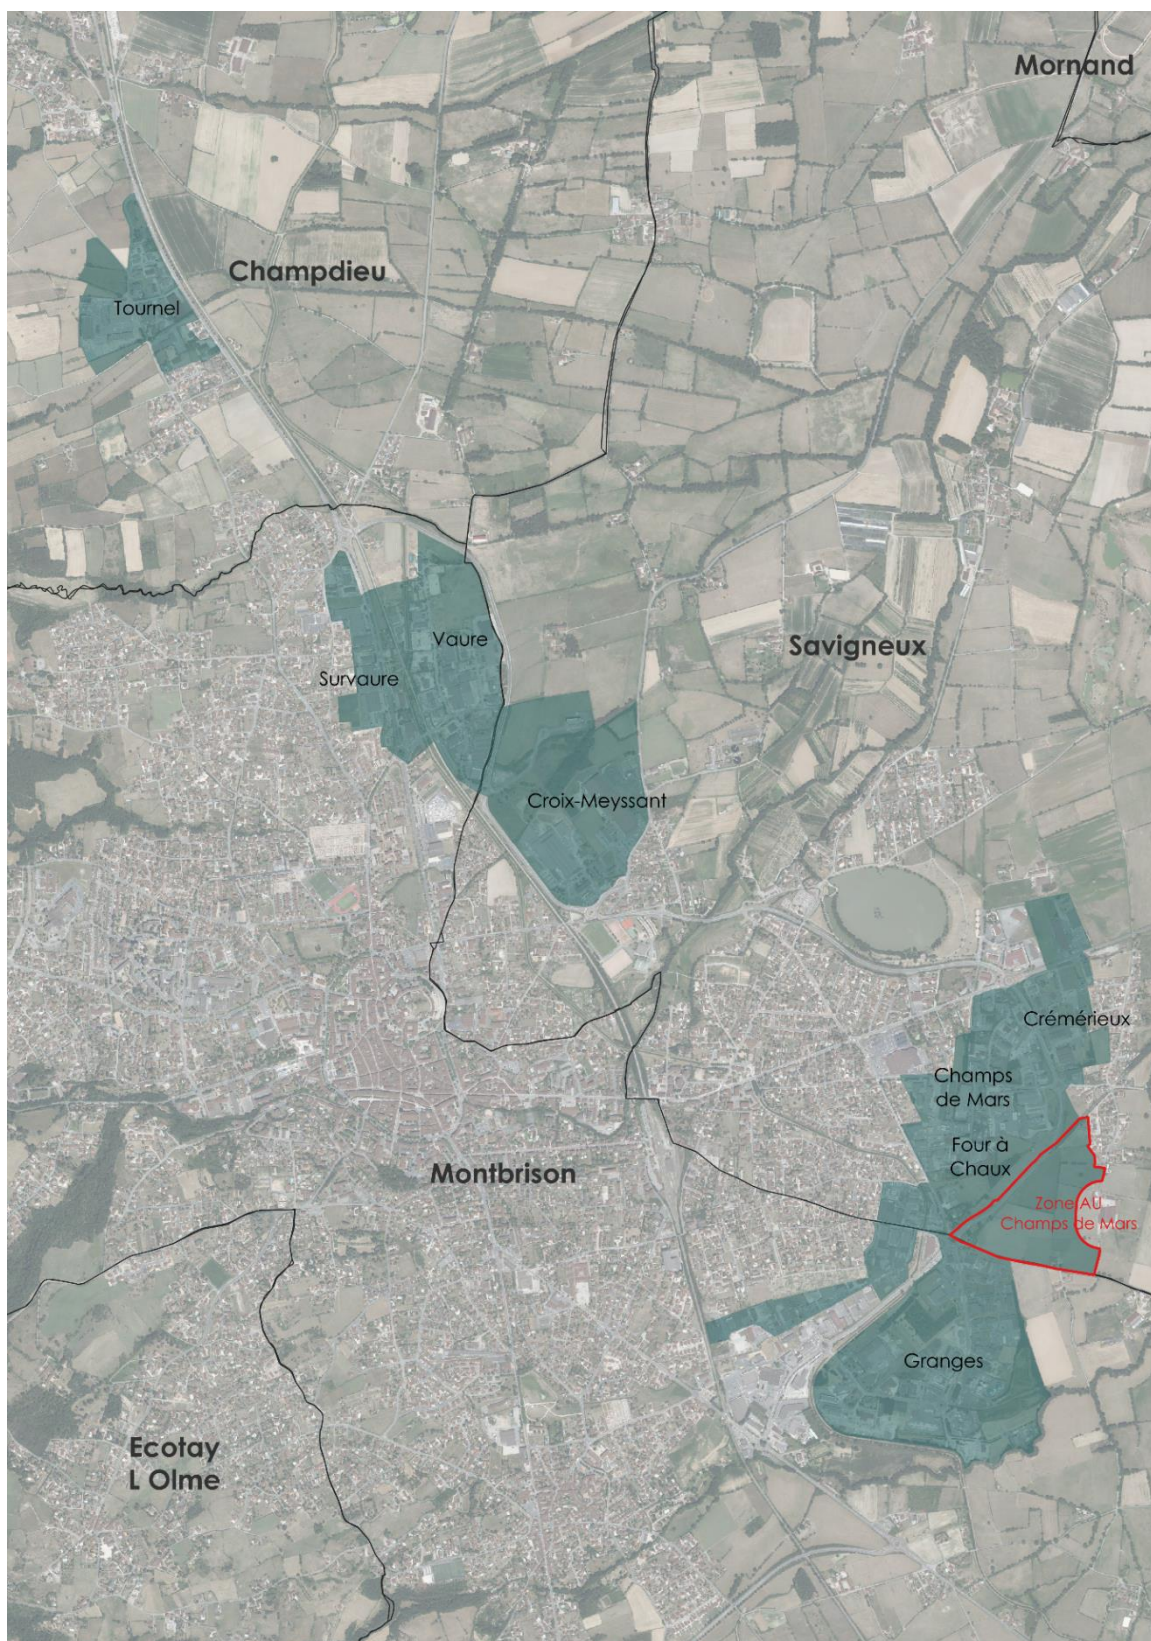 Mornand
Champdieu
Tournel
Vaure
Savigneux
Survaure
Croix-Meyssant
Crémérieux
Champs
de Mars
Four à
Chaux
Montbrison
Zone AU
Champs de Mars
Granges
Ecotay
L Olme